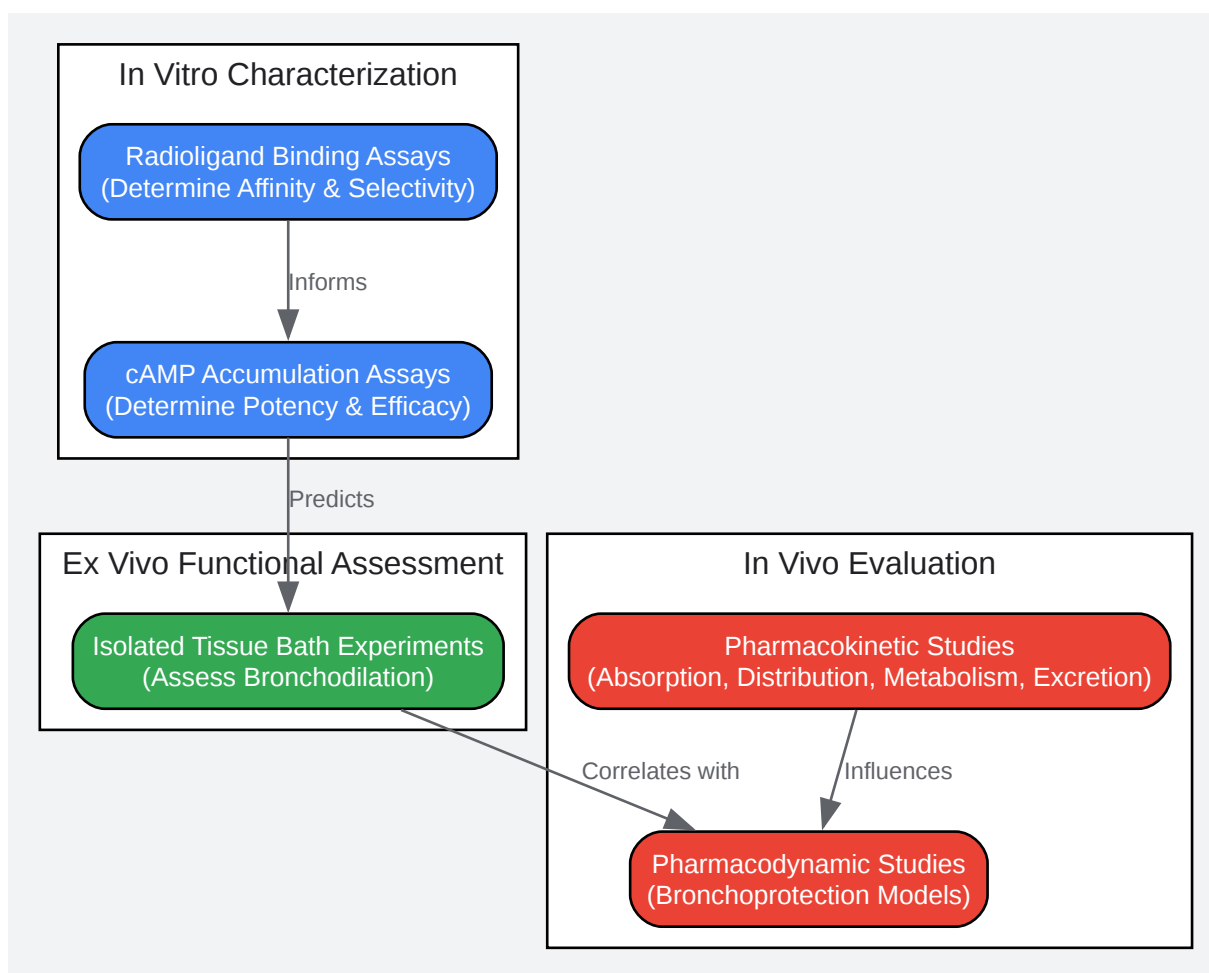 In Vitro Characterization
Radioligand Binding Assays
(Determine Affinity & Selectivity)
Informs
cAMP Accumulation Assays
(Determine Potency & Efficacy)
Predicts
Ex Vivo Functional Assessment
Isolated Tissue Bath Experiments
(Assess Bronchodilation)
In Vivo Evaluation
Pharmacokinetic Studies
(Absorption, Distribution, Metabolism, Excretion)
Correlates with
Influences
Pharmacodynamic Studies
(Bronchoprotection Models)